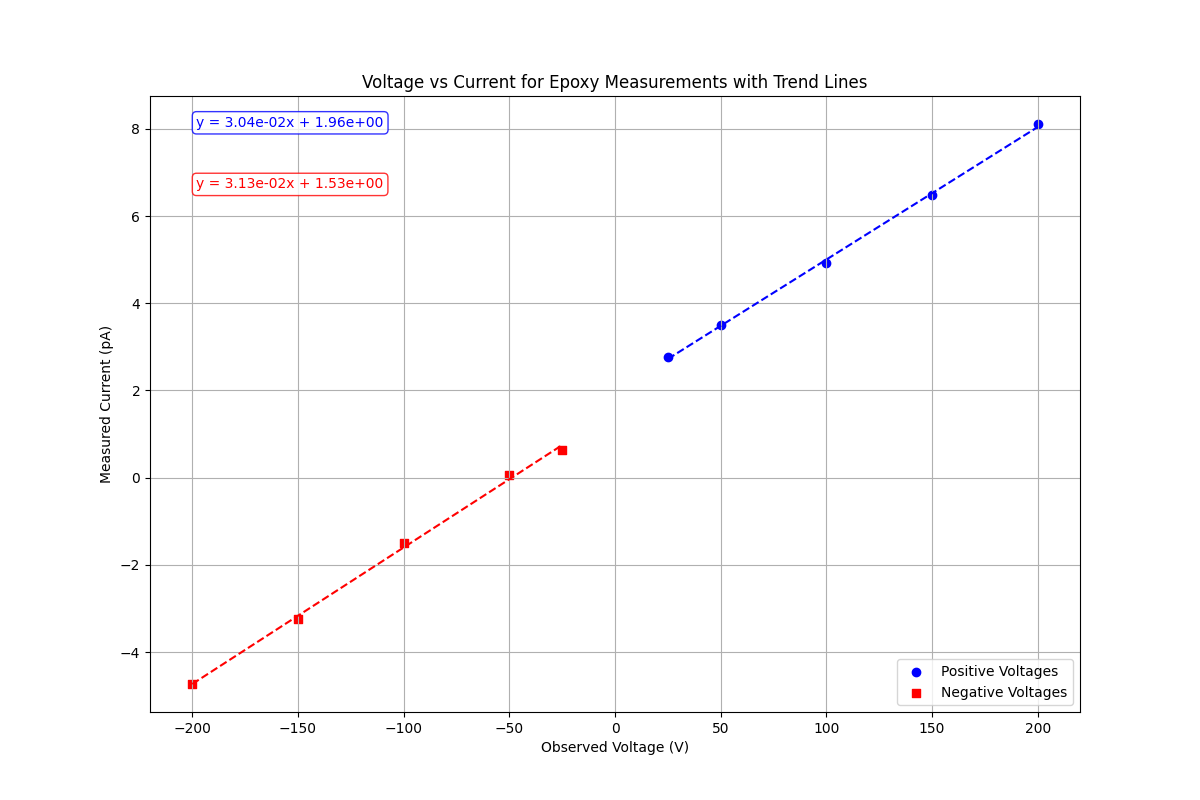 Voltage vs Current for Epoxy Measurements with Trend Lines
y = 3.04e-02x + 1.96e+00
y = 3.13e-02x + 1.53e+00
8
6
4
2
0
−2
−4
Measured Current (pA)
Positive Voltages
Negative Voltages
−200 −150 −100 −50 0 50 100 150 200
Observed Voltage (V)